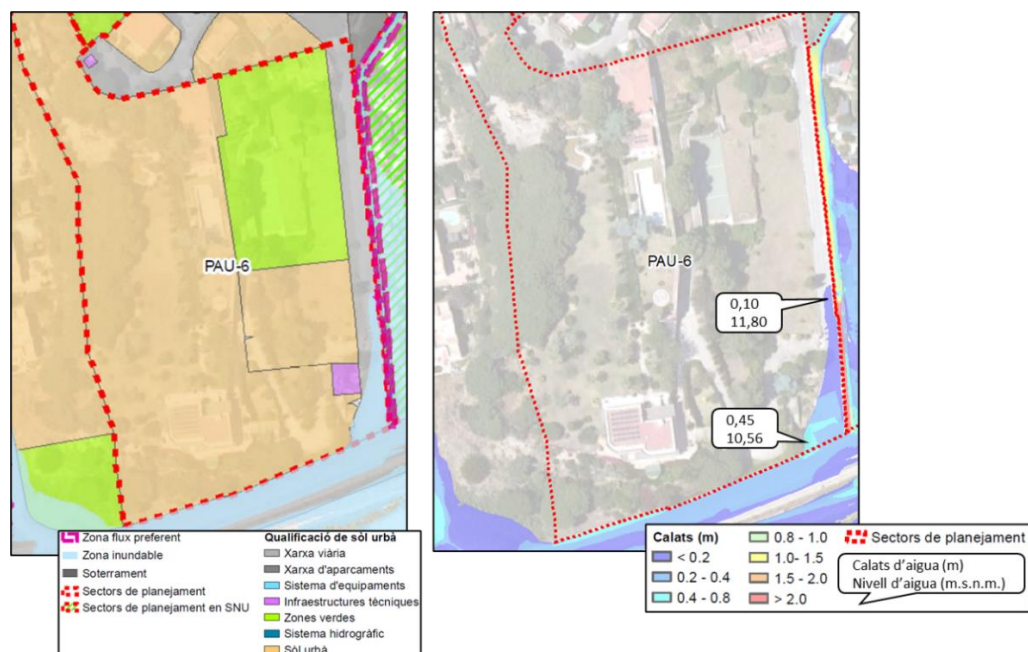 PAU-6
Zona flux preferent
Zona inundable
Soterrament
Sectors de planejament
Sectors de planejament en SNU
Qualificació de sòl urbà
Xarxa viària
Xarxa d'aparcaments
Sistema d'equipaments
Infraestructures tècniques
Zones verdes
Sistema hidrogràfic
Sòl urbà
PAU-6
0,10
11,80
0,45
10,56
Calats (m)
< 0.2
0.2 - 0.4
0.4 - 0.8
0.8 - 1.0
1.0- 1.5
1.5 - 2.0
> 2.0
Sectors de planejament
Calats d'aigua (m)
Nivell d'aigua (m.s.n.m.)